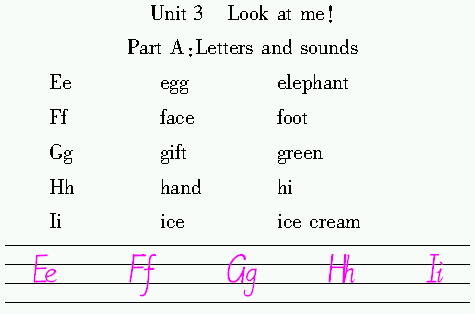 Unit 3 Look at me!
Part A:Letters and sounds
Ee egg elephant
Ff face foot
Gg gift green
Hh hand hi
Ii ice ice cream
Ee Ff Gg Hh Ii